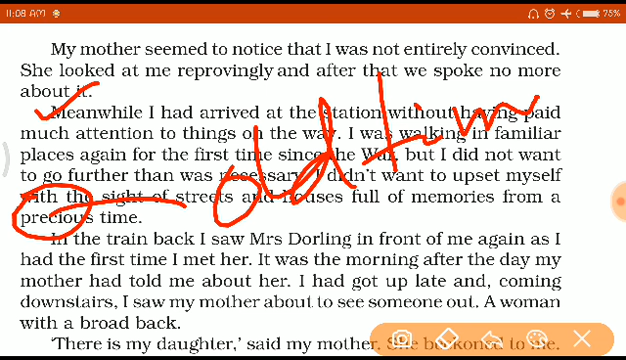 11:08 AM
75%
My mother seemed to notice that I was not entirely convinced.
She looked at me reprovingly and after that we spoke no more
about it.
Meanwhile I had arrived at the station without having paid
much attention to things on the way. I was walking in familiar
places again for the first time since the War, but I did not want
to go further than was necessary. I didn't want to upset myself
with the sight of streets and houses full of memories from a
precious time.
old tim
In the train back I saw Mrs Dorling in front of me again as I
had the first time I met her. It was the morning after the day my
mother had told me about her. I had got up late and, coming
downstairs, I saw my mother about to see someone out. A woman
with a broad back.
'There is my daughter,' said my mother. She beckoned to me.